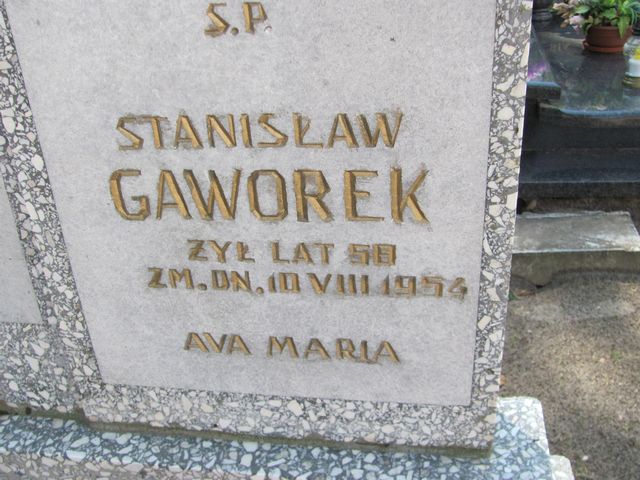 Ś.P.
STANISŁAW
GAWOREK
ŻYŁ LAT 58
ZM. DN. 10 VIII 1954
AVA MARIA